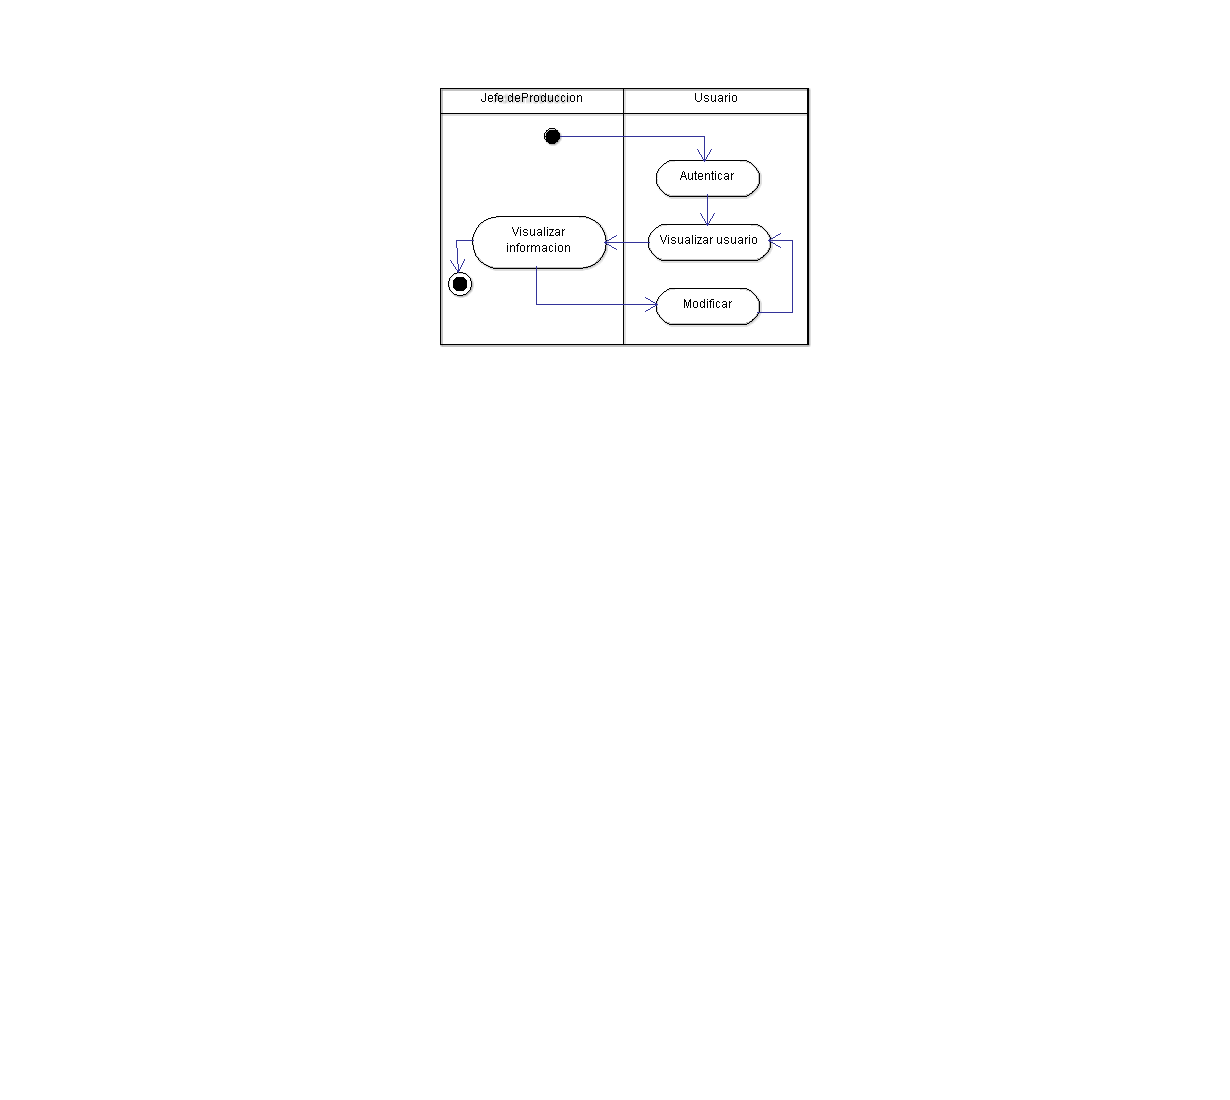 Jefe deProduccion
Usuario
Autenticar
Visualizar
informacion
Visualizar usuario
Modificar